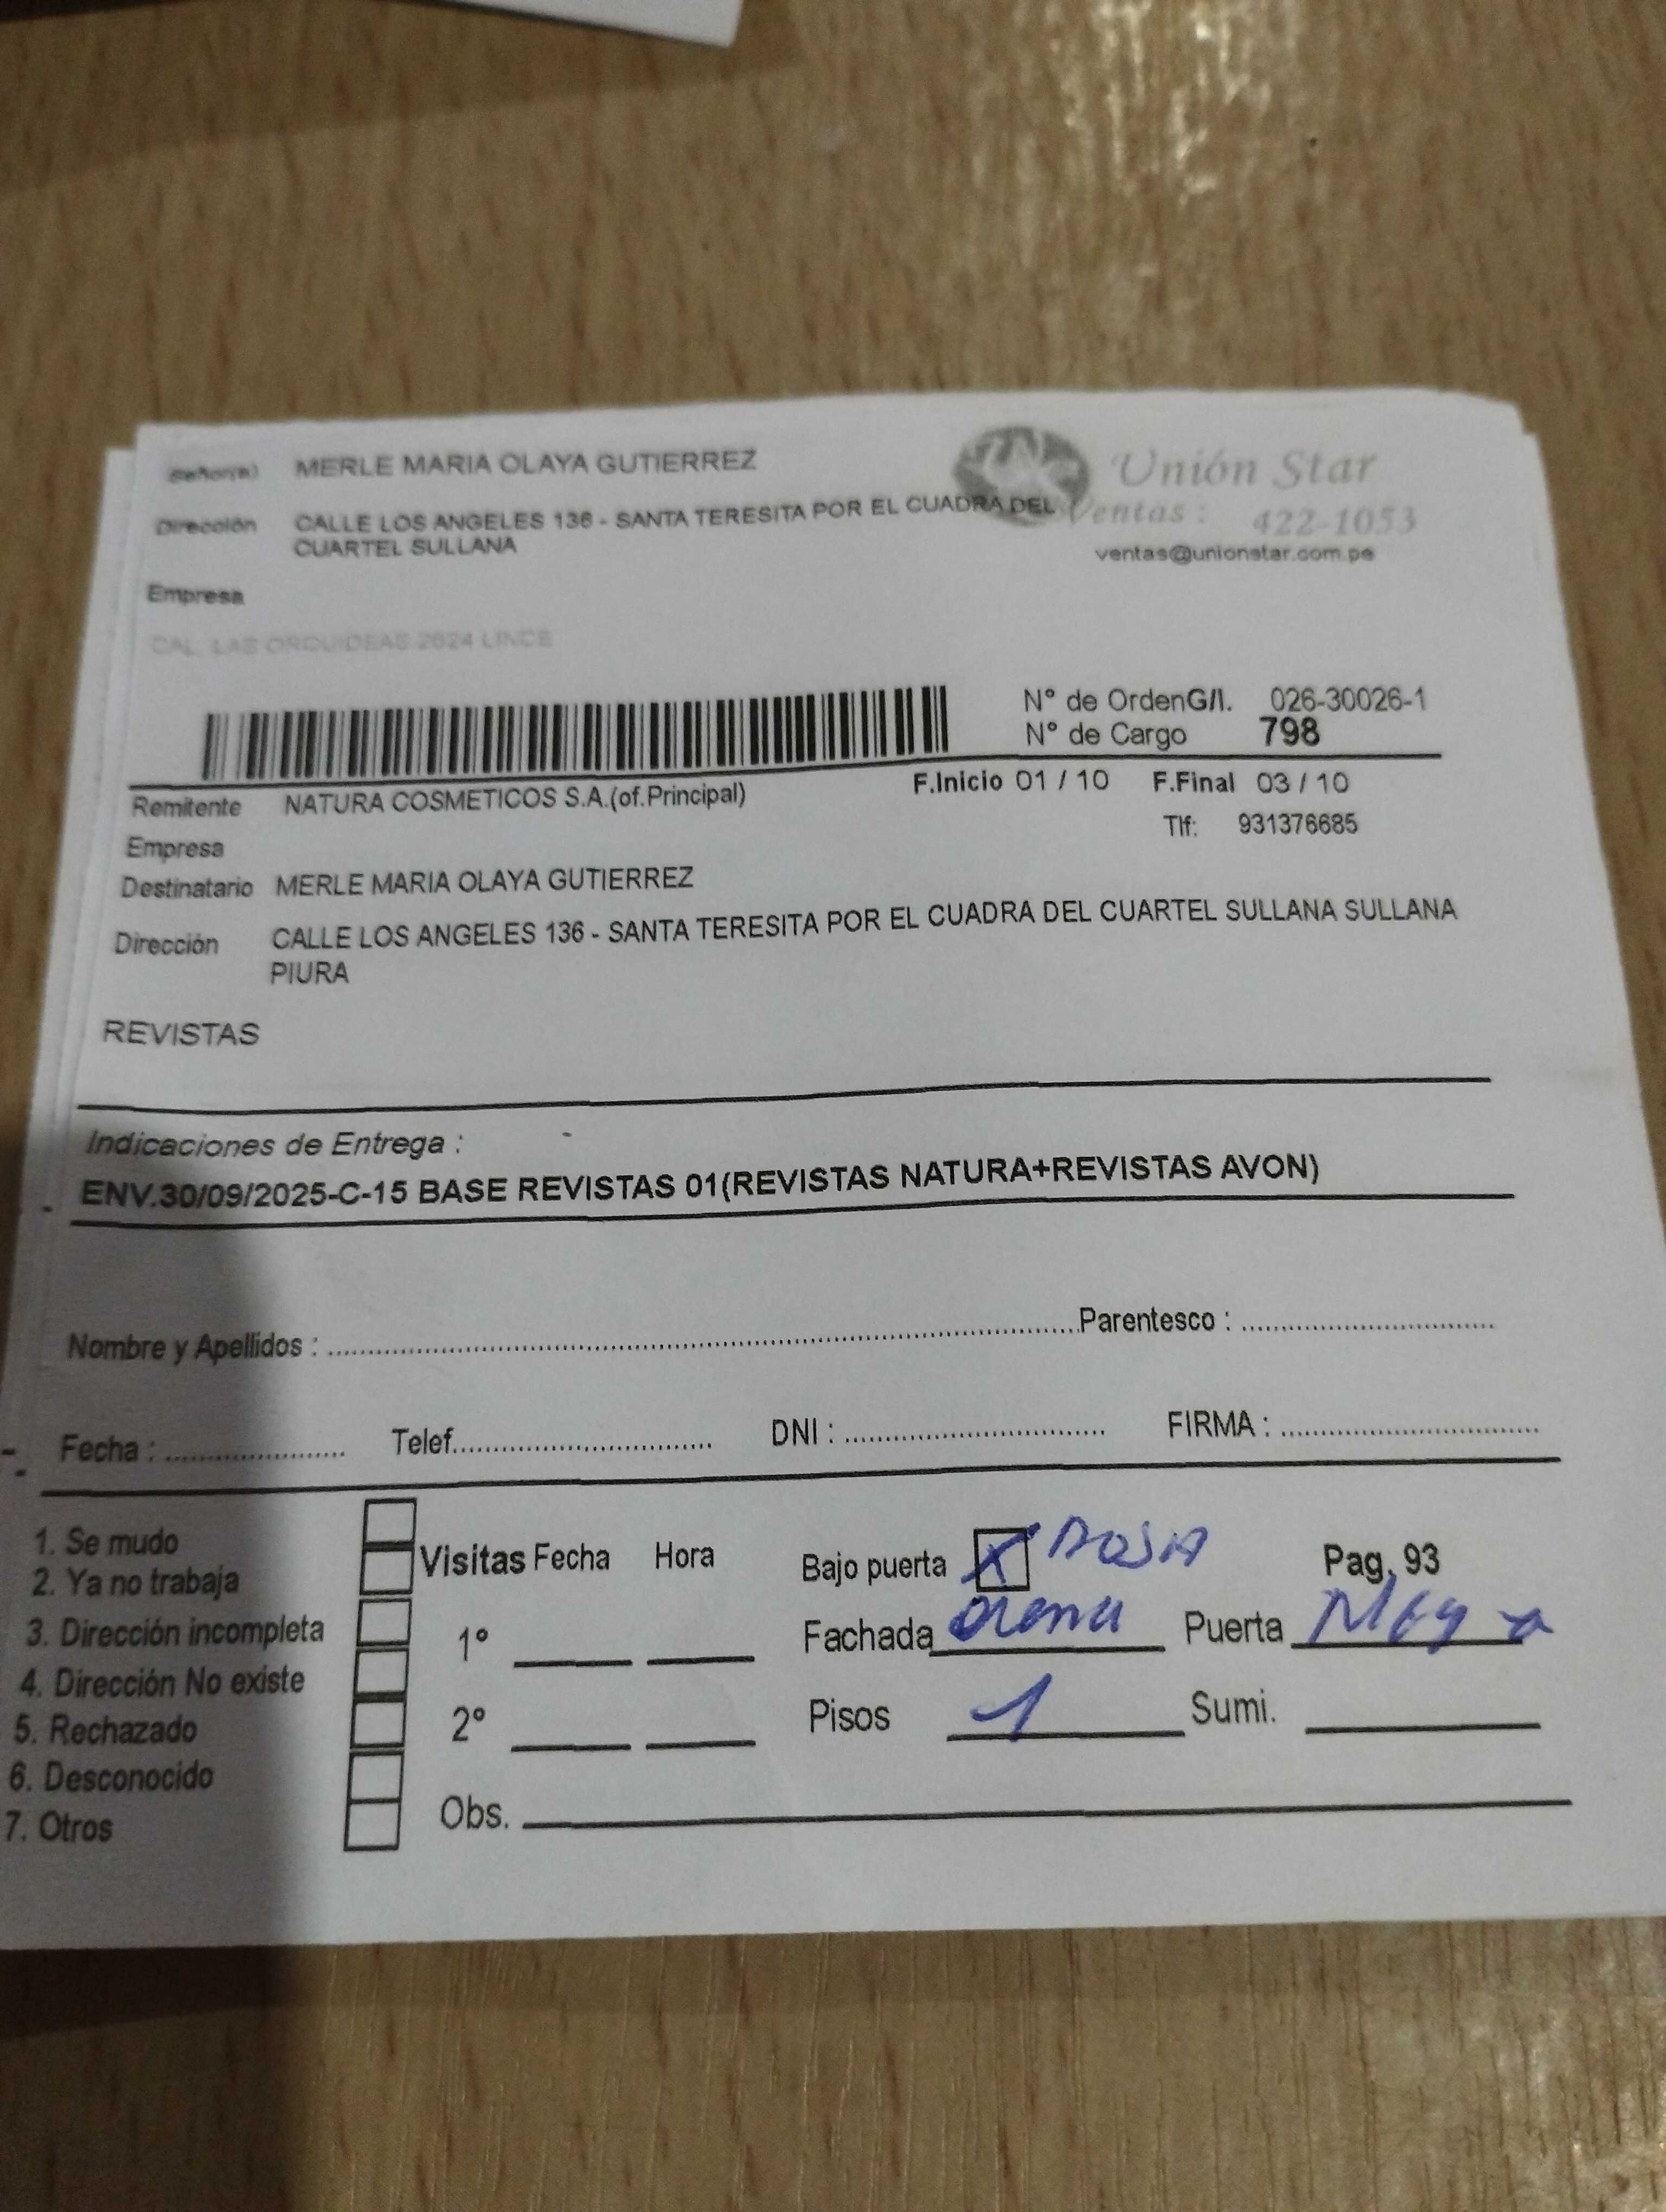 Señor(a) MERLE MARIA OLAYA GUTIERREZ
Unión Star
Dirección CALLE LOS ANGELES 136 - SANTA TERESITA POR EL CUADRA DEL
CUARTEL SULLANA
Ventas : 422-1053
ventas@unionstar.com.pe
Empresa
CAL. LAS ORQUIDEAS 2624 LINCE
N° de OrdenG/I. 026-30026-1
N° de Cargo 798
Remitente NATURA COSMETICOS S.A.(of.Principal)
F.Inicio 01 / 10 F.Final 03 / 10
Tlf: 931376685
Empresa
Destinatario MERLE MARIA OLAYA GUTIERREZ
Dirección CALLE LOS ANGELES 136 - SANTA TERESITA POR EL CUADRA DEL CUARTEL SULLANA SULLANA
PIURA
REVISTAS
Indicaciones de Entrega :
ENV.30/09/2025-C-15 BASE REVISTAS 01(REVISTAS NATURA+REVISTAS AVON)
Nombre y Apellidos : Parentesco :
Fecha : Telef. DNI : FIRMA :
1. Se mudo
2. Ya no trabaja
3. Dirección incompleta
4. Dirección No existe
5. Rechazado
6. Desconocido
7. Otros
Visitas Fecha Hora
1°
2°
Obs.
Bajo puerta X Pag. 93
Fachada Puerta
Pisos 1 Sumi.